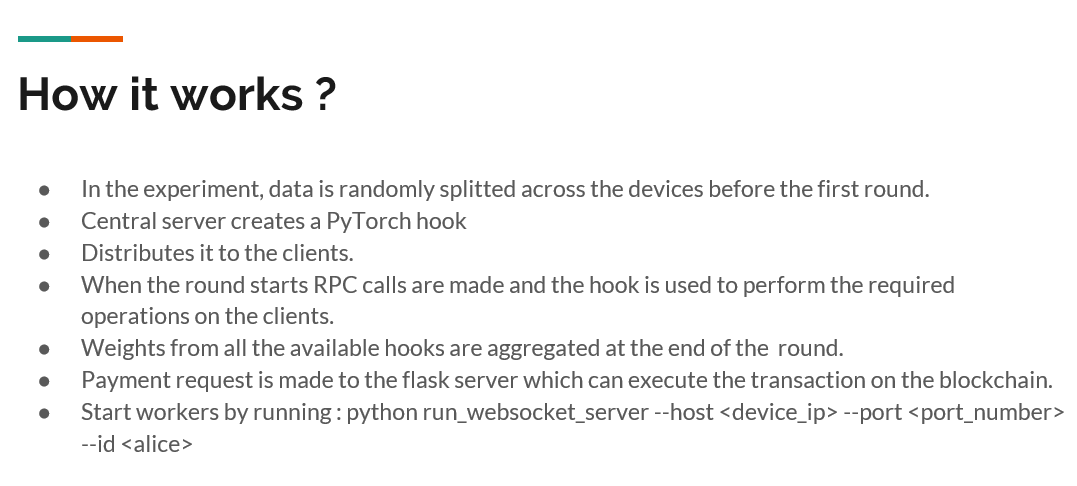 How it works ?
● In the experiment, data is randomly splitted across the devices before the first round.
● Central server creates a PyTorch hook
● Distributes it to the clients.
● When the round starts RPC calls are made and the hook is used to perform the required
operations on the clients.
● Weights from all the available hooks are aggregated at the end of the  round.
● Payment request is made to the flask server which can execute the transaction on the blockchain.
● Start workers by running : python run_websocket_server --host <device_ip> --port <port_number>
--id <alice>